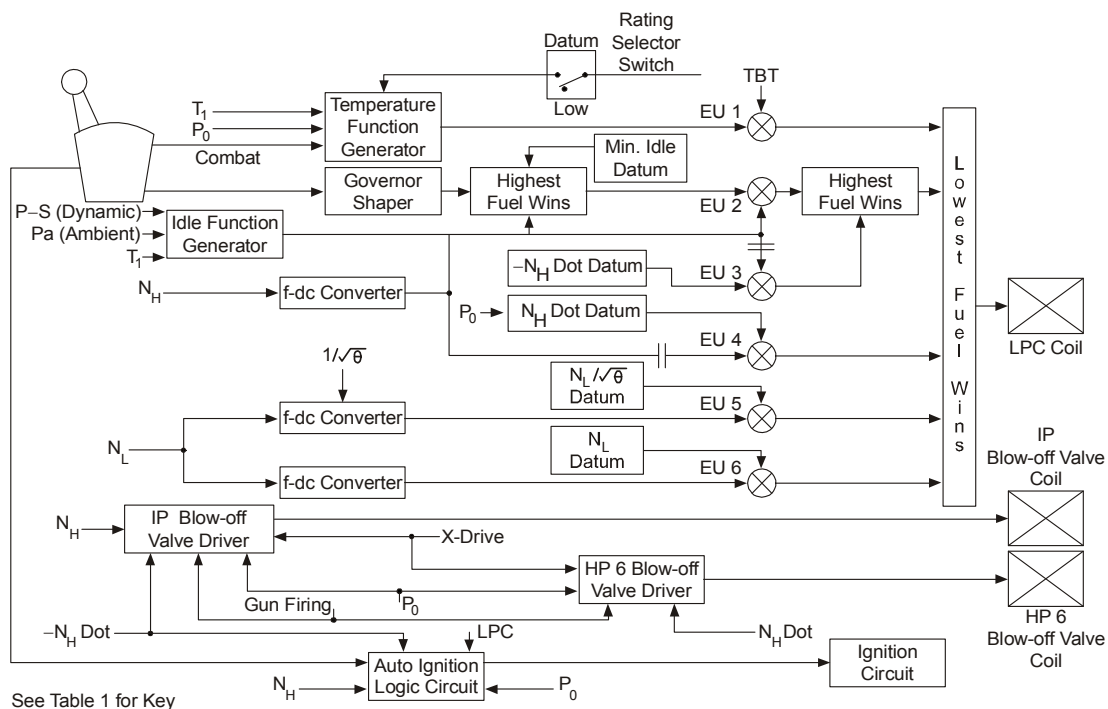 Rating
Selector
Switch
Datum
Low
TBT
T1
P0
Combat
Temperature
Function
Generator
EU 1
Min. Idle
Datum
Governor
Shaper
Highest
Fuel Wins
EU 2
Highest
Fuel Wins
P–S (Dynamic)
Pa (Ambient)
T1
Idle Function
Generator
–NH Dot Datum
EU 3
NH
f-dc Converter
P0
NH Dot Datum
EU 4
Lowest Fuel Wins
LPC Coil
1/√θ
NL/√θ
Datum
f-dc Converter
EU 5
NL
NL
Datum
f-dc Converter
EU 6
IP
Blow-off Valve
Coil
NH
IP Blow-off
Valve Driver
X-Drive
HP 6 Blow-off
Valve Driver
Gun Firing
P0
HP 6
Blow-off Valve
Coil
–NH Dot
LPC
NH Dot
Auto Ignition
Logic Circuit
Ignition
Circuit
NH
P0
See Table 1 for Key